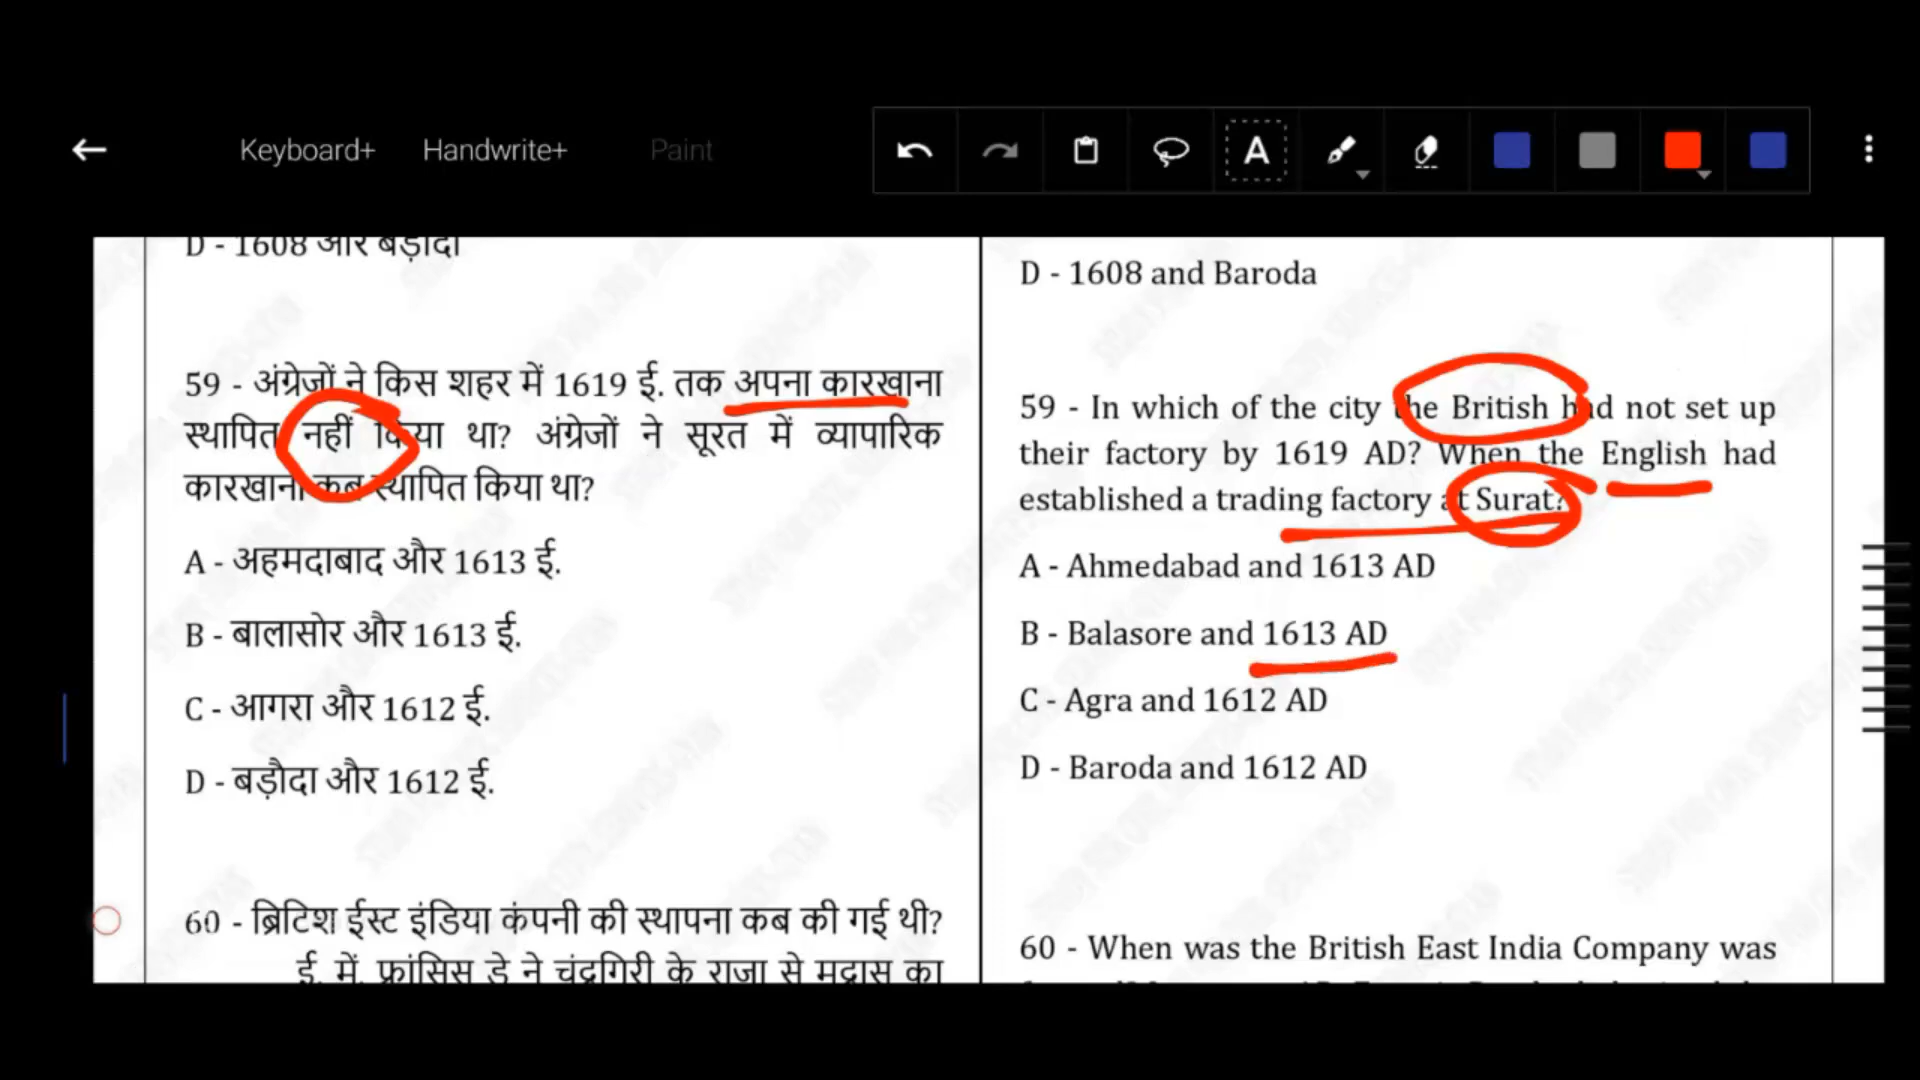 Keyboard+ Handwrite+ Paint A
D - 1608 और बड़ौदा
59 - अंग्रेजों ने किस शहर में 1619 ई. तक अपना कारखाना
स्थापित नहीं किया था? अंग्रेजों ने सूरत में व्यापारिक
कारखाना कब स्थापित किया था?
A - अहमदाबाद और 1613 ई.
B - बालासोर और 1613 ई.
C - आगरा और 1612 ई.
D - बड़ौदा और 1612 ई.
60 - ब्रिटिश ईस्ट इंडिया कंपनी की स्थापना कब की गई थी?
ई. में, फ्रांसिस डे ने चंद्रगिरी के राजा से मद्रास का
D - 1608 and Baroda
59 - In which of the city the British had not set up
their factory by 1619 AD? When the English had
established a trading factory at Surat?
A - Ahmedabad and 1613 AD
B - Balasore and 1613 AD
C - Agra and 1612 AD
D - Baroda and 1612 AD
60 - When was the British East India Company was